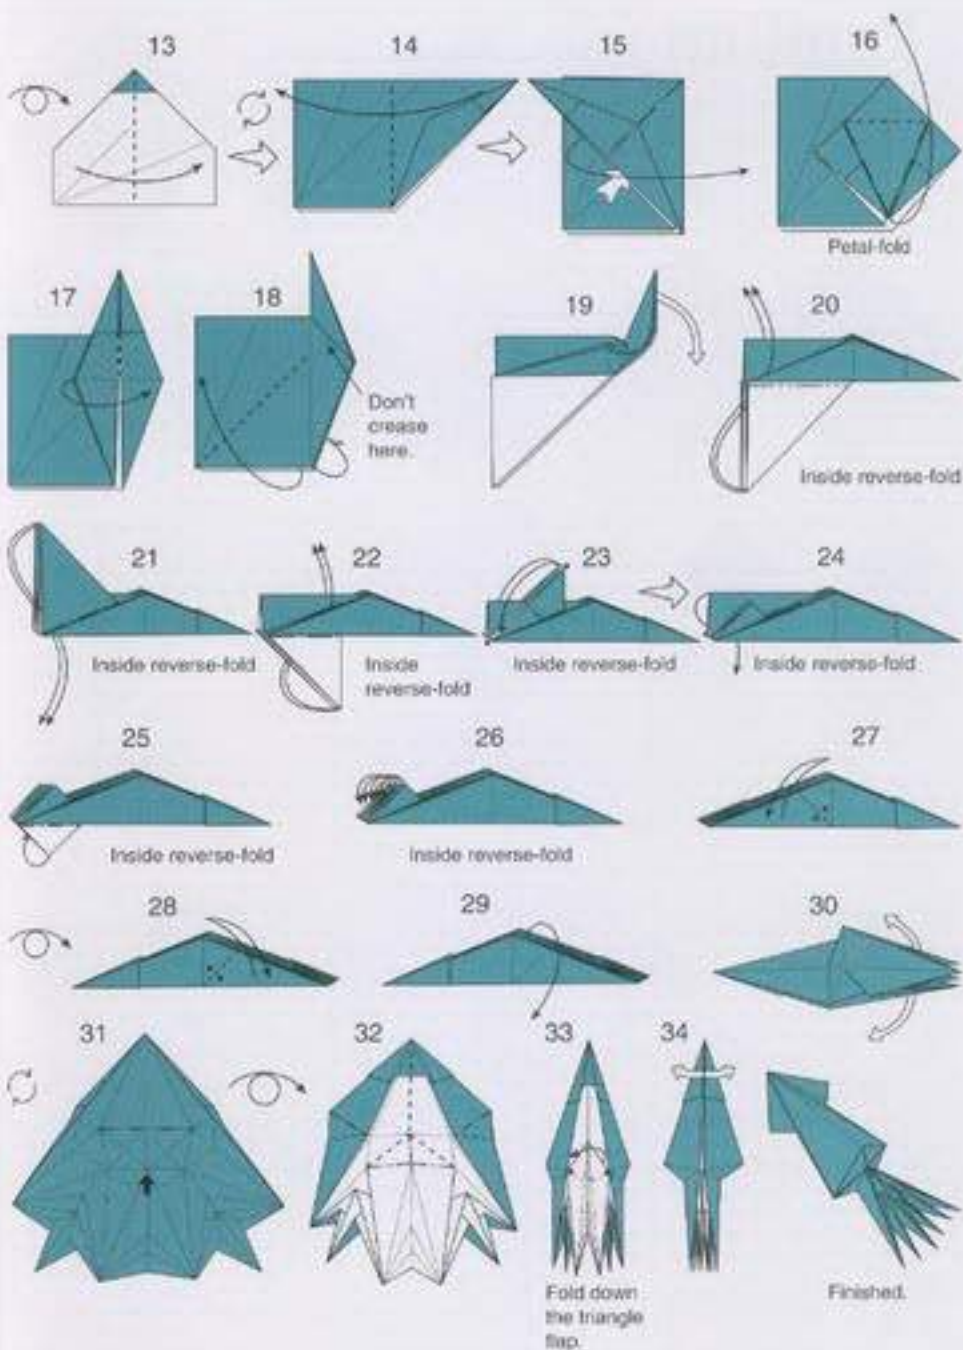 13
14
15
16
Petal-fold
17
18
Don't
crease
here.
19
20
Inside reverse-fold
21
Inside reverse-fold
22
Inside
reverse-fold
23
Inside reverse-fold
24
Inside reverse-fold
25
Inside reverse-fold
26
Inside reverse-fold
27
28
29
30
31
32
33
Fold down
the triangle
flap.
34
Finished.